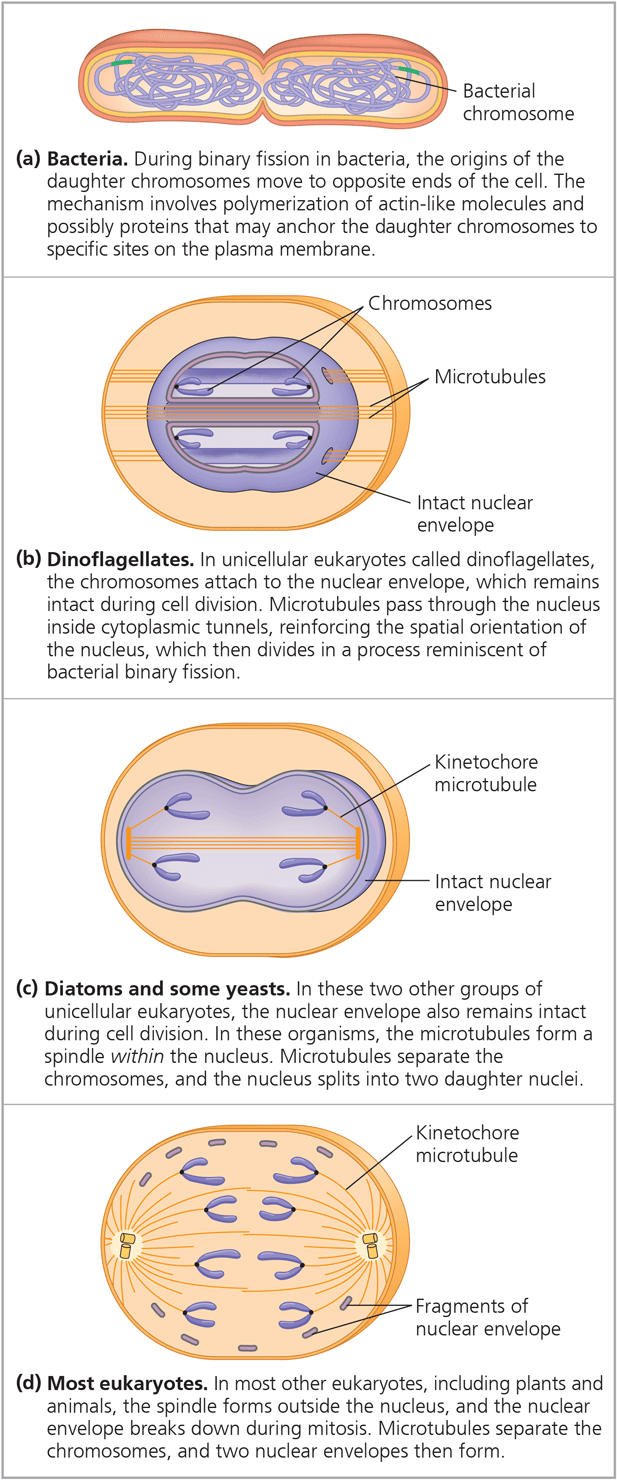 Bacterial
chromosome
(a) Bacteria. During binary fission in bacteria, the origins of the
daughter chromosomes move to opposite ends of the cell. The
mechanism involves polymerization of actin-like molecules and
possibly proteins that may anchor the daughter chromosomes to
specific sites on the plasma membrane.
Chromosomes
Microtubules
Intact nuclear
envelope
(b) Dinoflagellates. In unicellular eukaryotes called dinoflagellates,
the chromosomes attach to the nuclear envelope, which remains
intact during cell division. Microtubules pass through the nucleus
inside cytoplasmic tunnels, reinforcing the spatial orientation of
the nucleus, which then divides in a process reminiscent of
bacterial binary fission.
Kinetochore
microtubule
Intact nuclear
envelope
(c) Diatoms and some yeasts. In these two other groups of
unicellular eukaryotes, the nuclear envelope also remains intact
during cell division. In these organisms, the microtubules form a
spindle within the nucleus. Microtubules separate the
chromosomes, and the nucleus splits into two daughter nuclei.
Kinetochore
microtubule
Fragments of
nuclear envelope
(d) Most eukaryotes. In most other eukaryotes, including plants and
animals, the spindle forms outside the nucleus, and the nuclear
envelope breaks down during mitosis. Microtubules separate the
chromosomes, and two nuclear envelopes then form.